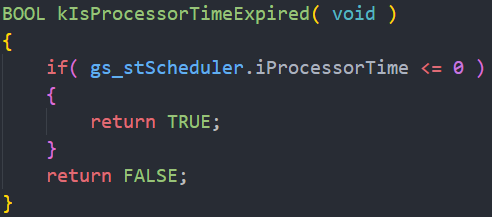 BOOL kIsProcessorTimeExpired( void )
{
    if( gs_stScheduler.iProcessorTime <= 0 )
    {
        return TRUE;
    }
    return FALSE;
}